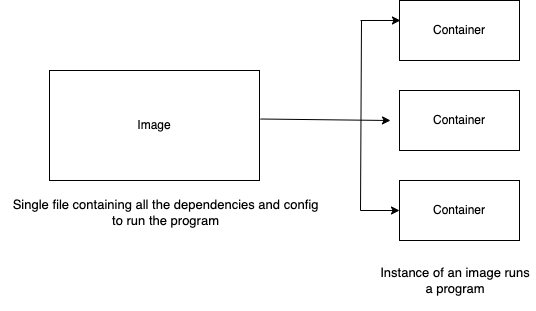 Container
Image
Container
Single file containing all the dependencies and config
to run the program
Container
Instance of an image runs
a program